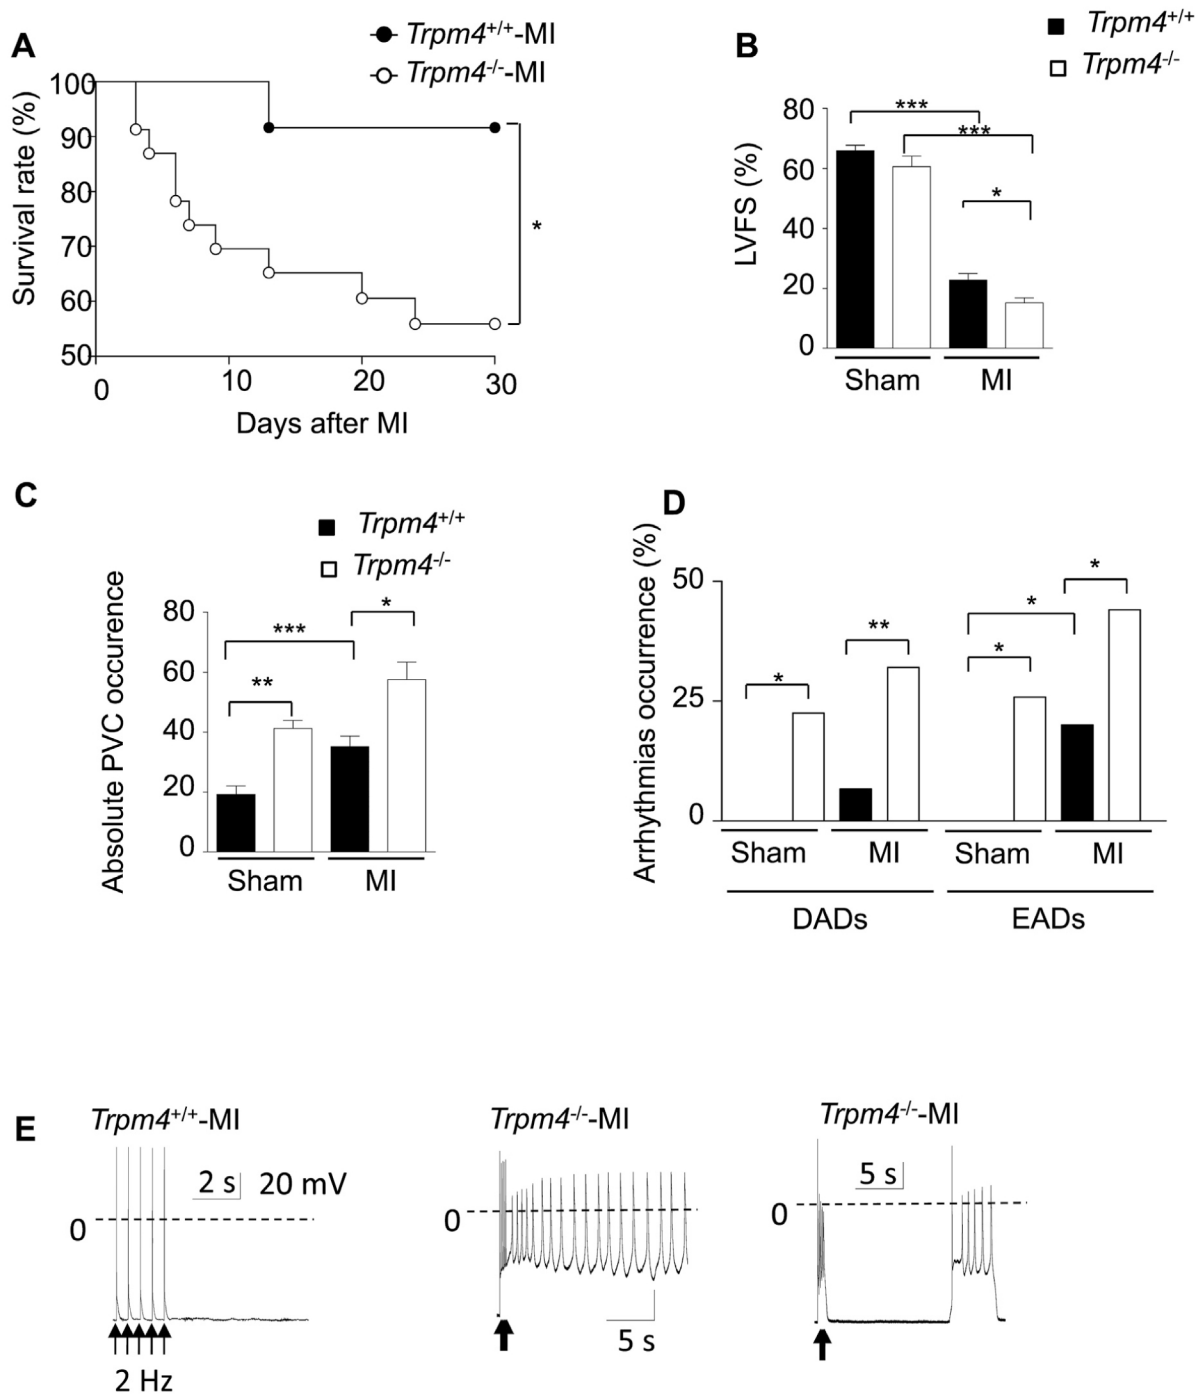 A
Trpm4+/+-MI
Trpm4-/--MI
Survival rate (%)
100
90
80
70
60
50
*
0
10
20
30
Days after MI
B
Trpm4+/+
Trpm4-/-
LVFS (%)
80
60
40
20
0
***
***
*
Sham
MI
C
Trpm4+/+
Trpm4-/-
Absolute PVC occurence
80
60
40
20
0
*
***
**
Sham
MI
D
Arrhythmias occurrence (%)
50
25
0
*
**
*
*
*
Sham
MI
Sham
MI
DADs
EADs
E
Trpm4+/+-MI
2 s
20 mV
0
2 Hz
Trpm4-/--MI
0
5 s
Trpm4-/--MI
5 s
0